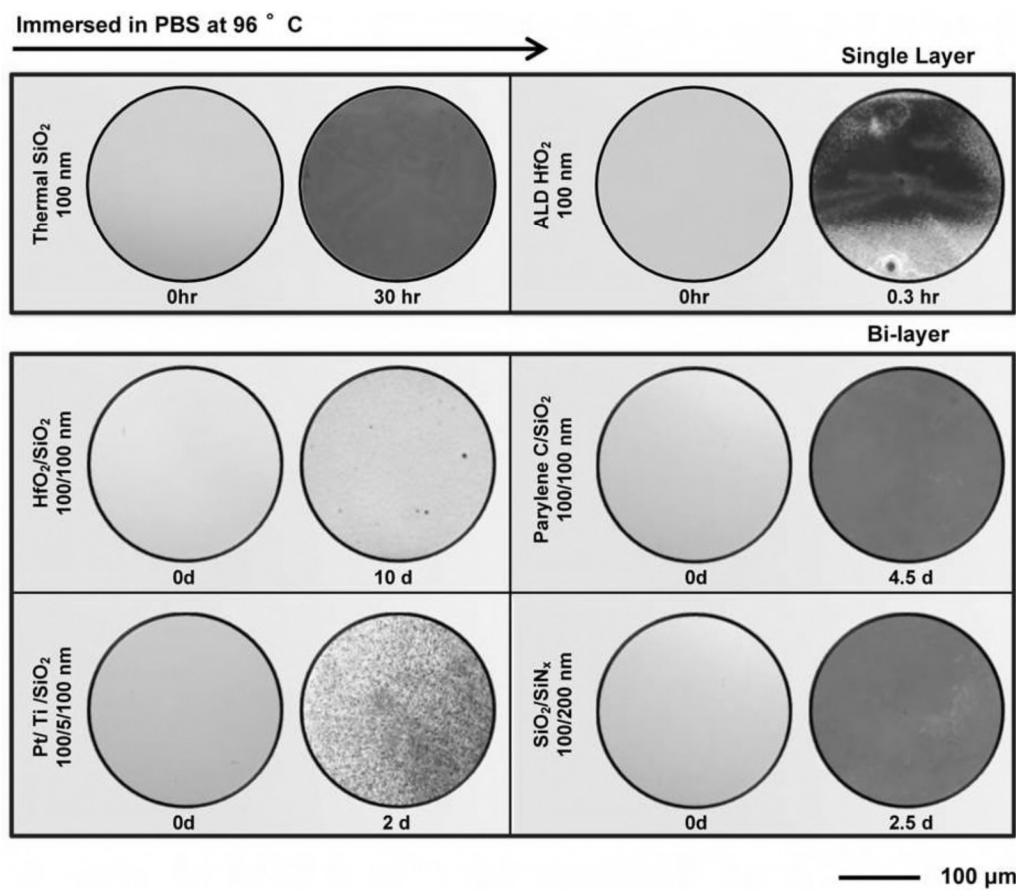 Immersed in PBS at 96 ° C
Single Layer
Thermal SiO₂
100 nm
0hr
30 hr
ALD HfO₂
100 nm
0hr
0.3 hr
Bi-layer
HfO₂/SiO₂
100/100 nm
0d
10 d
Parylene C/SiO₂
100/100 nm
0d
4.5 d
Pt/ Ti /SiO₂
100/5/100 nm
0d
2 d
SiO₂/SiNₓ
100/200 nm
0d
2.5 d
100 µm